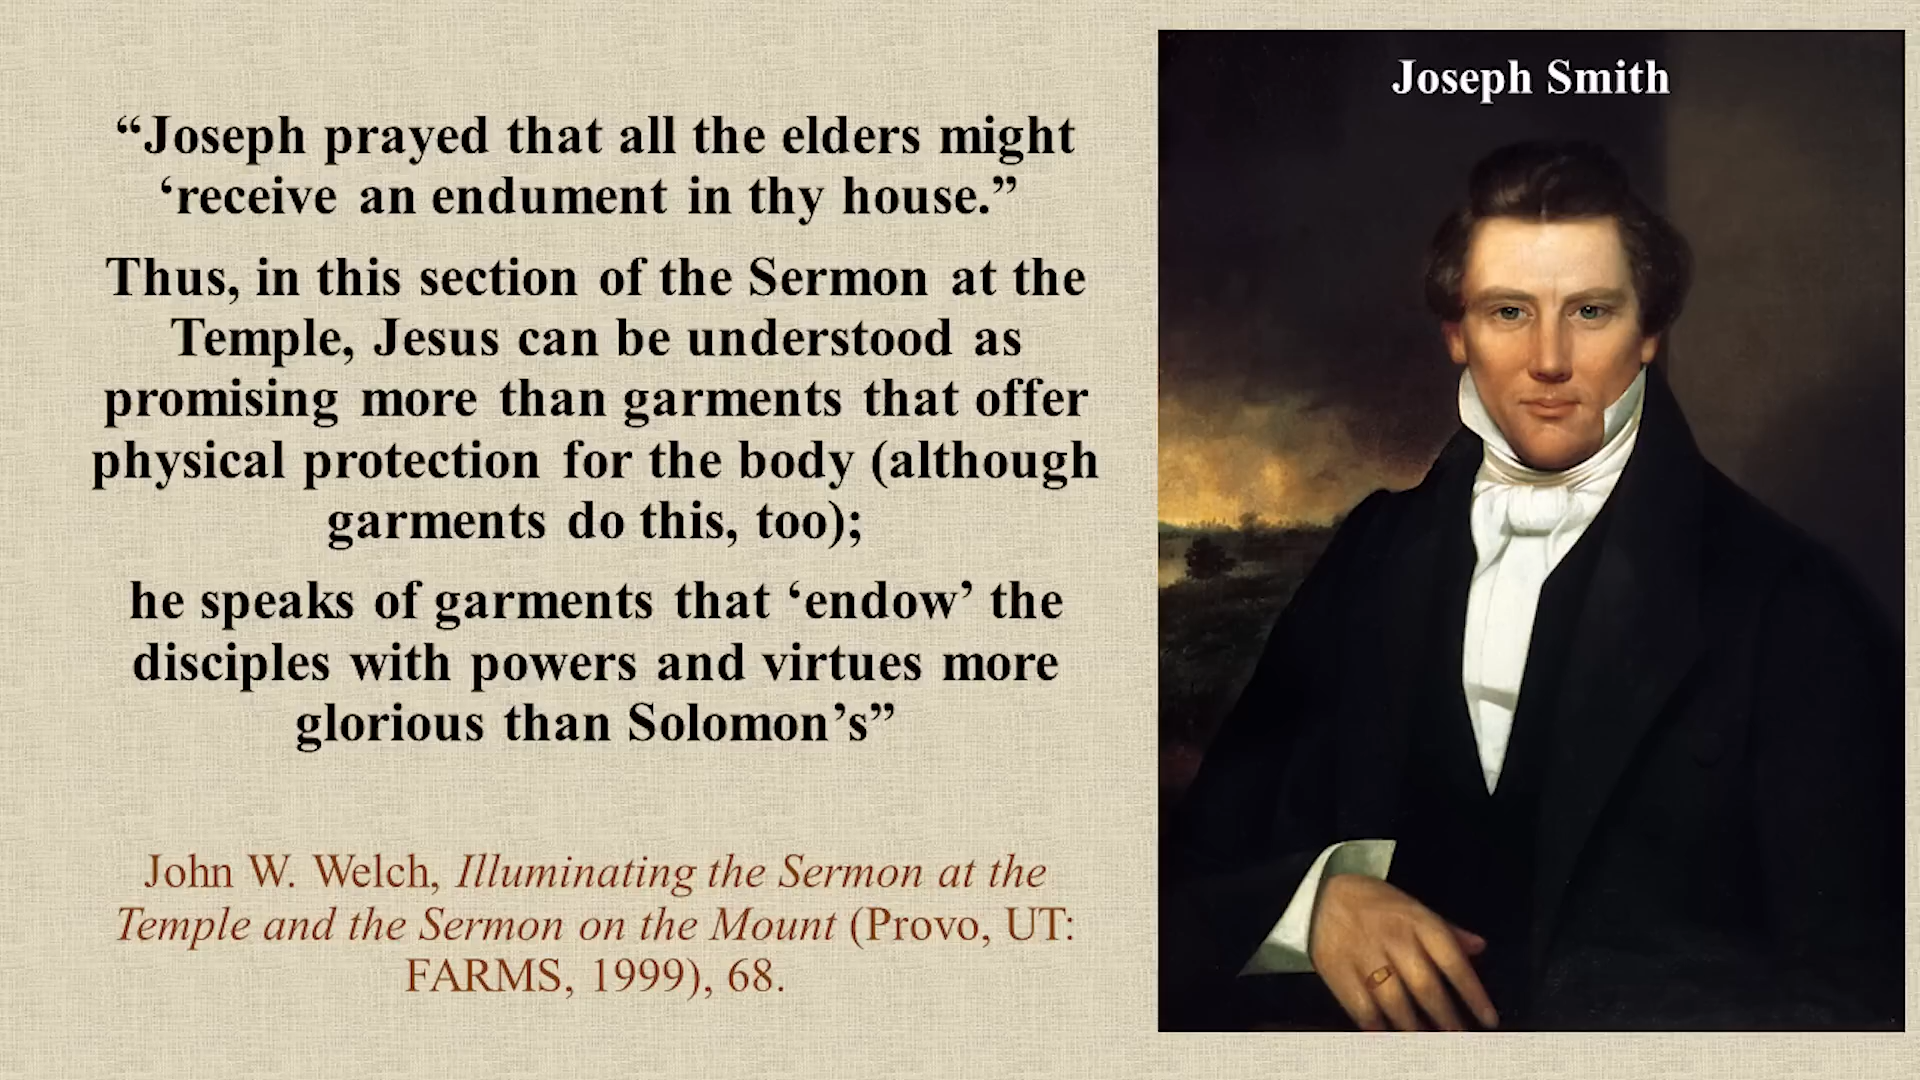 “Joseph prayed that all the elders might
‘receive an endument in thy house.”
Thus, in this section of the Sermon at the
Temple, Jesus can be understood as
promising more than garments that offer
physical protection for the body (although
garments do this, too);
he speaks of garments that ‘endow’ the
disciples with powers and virtues more
glorious than Solomon’s”
John W. Welch, Illuminating the Sermon at the
Temple and the Sermon on the Mount (Provo, UT:
FARMS, 1999), 68.
Joseph Smith